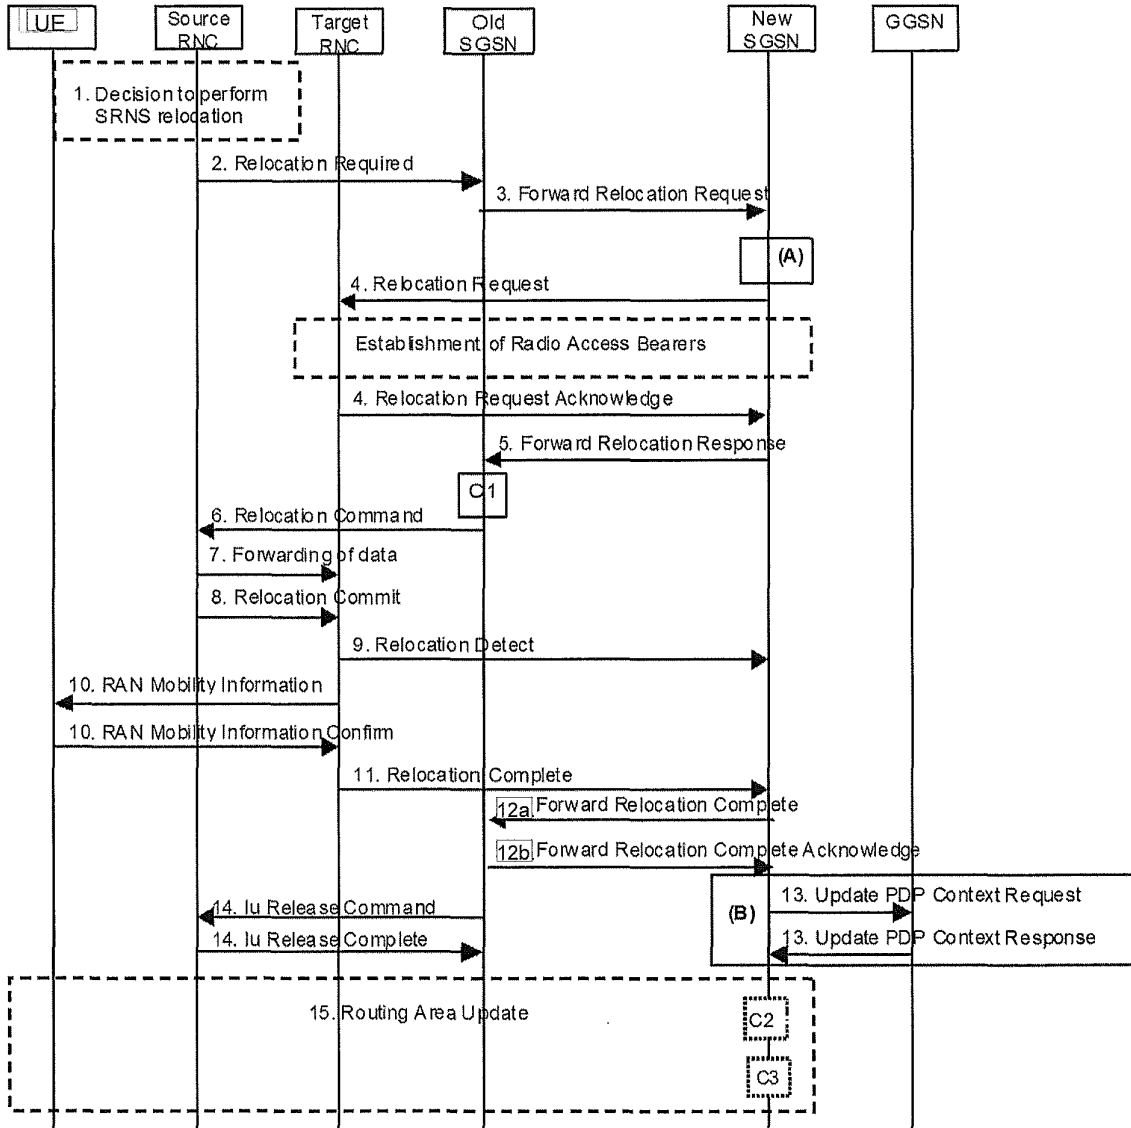 UE
Source
RNC
Target
RNC
Old
SGSN
New
SGSN
GGSN
1. Decision to perform
SRNS relocation
2. Relocation Required
3. Forward Relocation Request
(A)
4. Relocation Request
Establishment of Radio Access Bearers
4. Relocation Request Acknowledge
5. Forward Relocation Response
C1
6. Relocation Command
7. Forwarding of data
8. Relocation Commit
9. Relocation Detect
10. RAN Mobility Information
10. RAN Mobility Information Confirm
11. Relocation Complete
12a. Forward Relocation Complete
12b. Forward Relocation Complete Acknowledge
(B)
13. Update PDP Context Request
14. Iu Release Command
13. Update PDP Context Response
14. Iu Release Complete
15. Routing Area Update
C2
C3